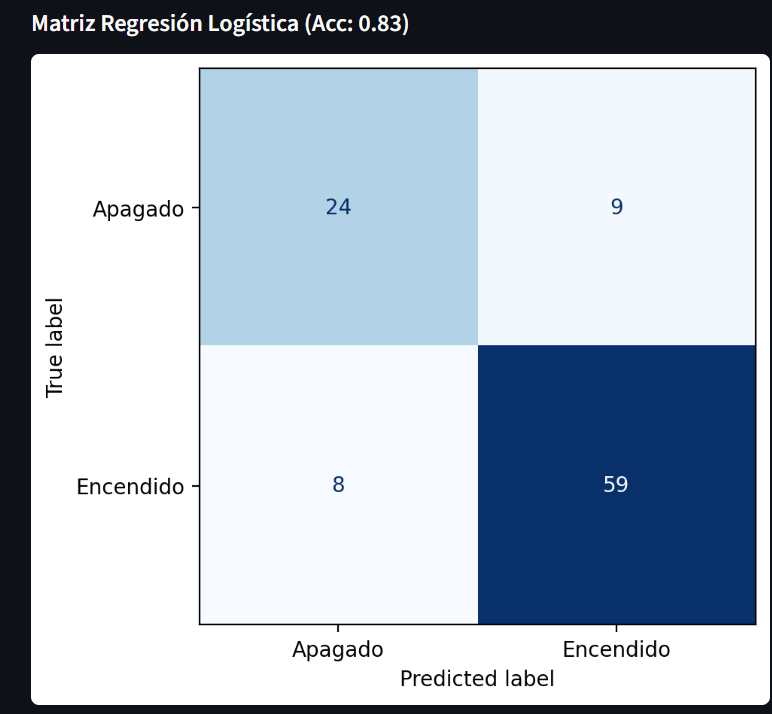 Matriz Regresión Logística (Acc: 0.83)
Apagado 24 9
True label
Encendido 8 59
Apagado Encendido
Predicted label